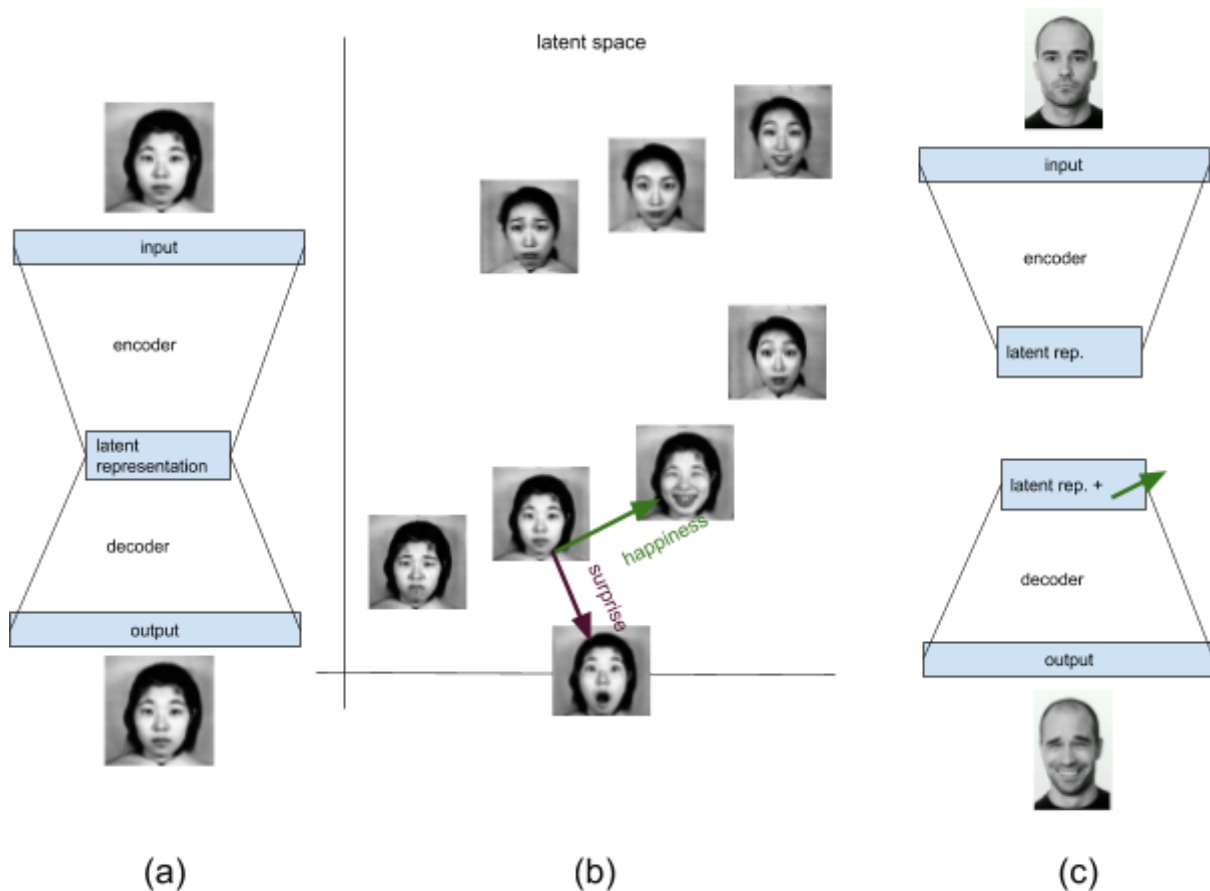 input
encoder
latent
representation
decoder
output
(a)
latent space
happiness
surprise
(b)
input
encoder
latent rep.
latent rep. +
decoder
output
(c)